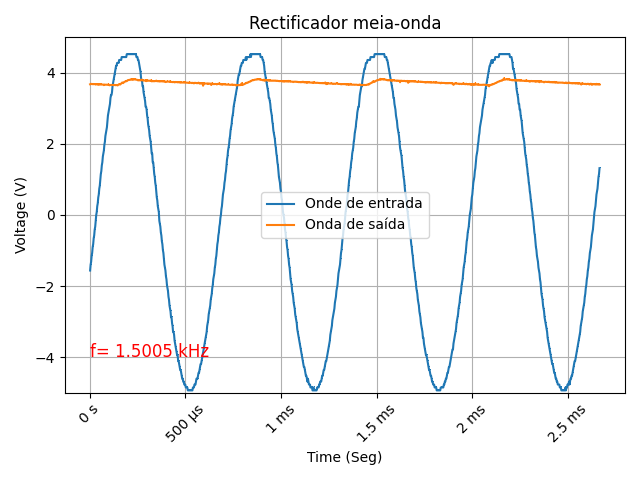 Rectificador meia-onda
Voltage (V)
4
2
0
−2
−4
Onde de entrada
Onda de saída
f= 1.5005 kHz
0 s
500 µs
1 ms
1.5 ms
2 ms
2.5 ms
Time (Seg)